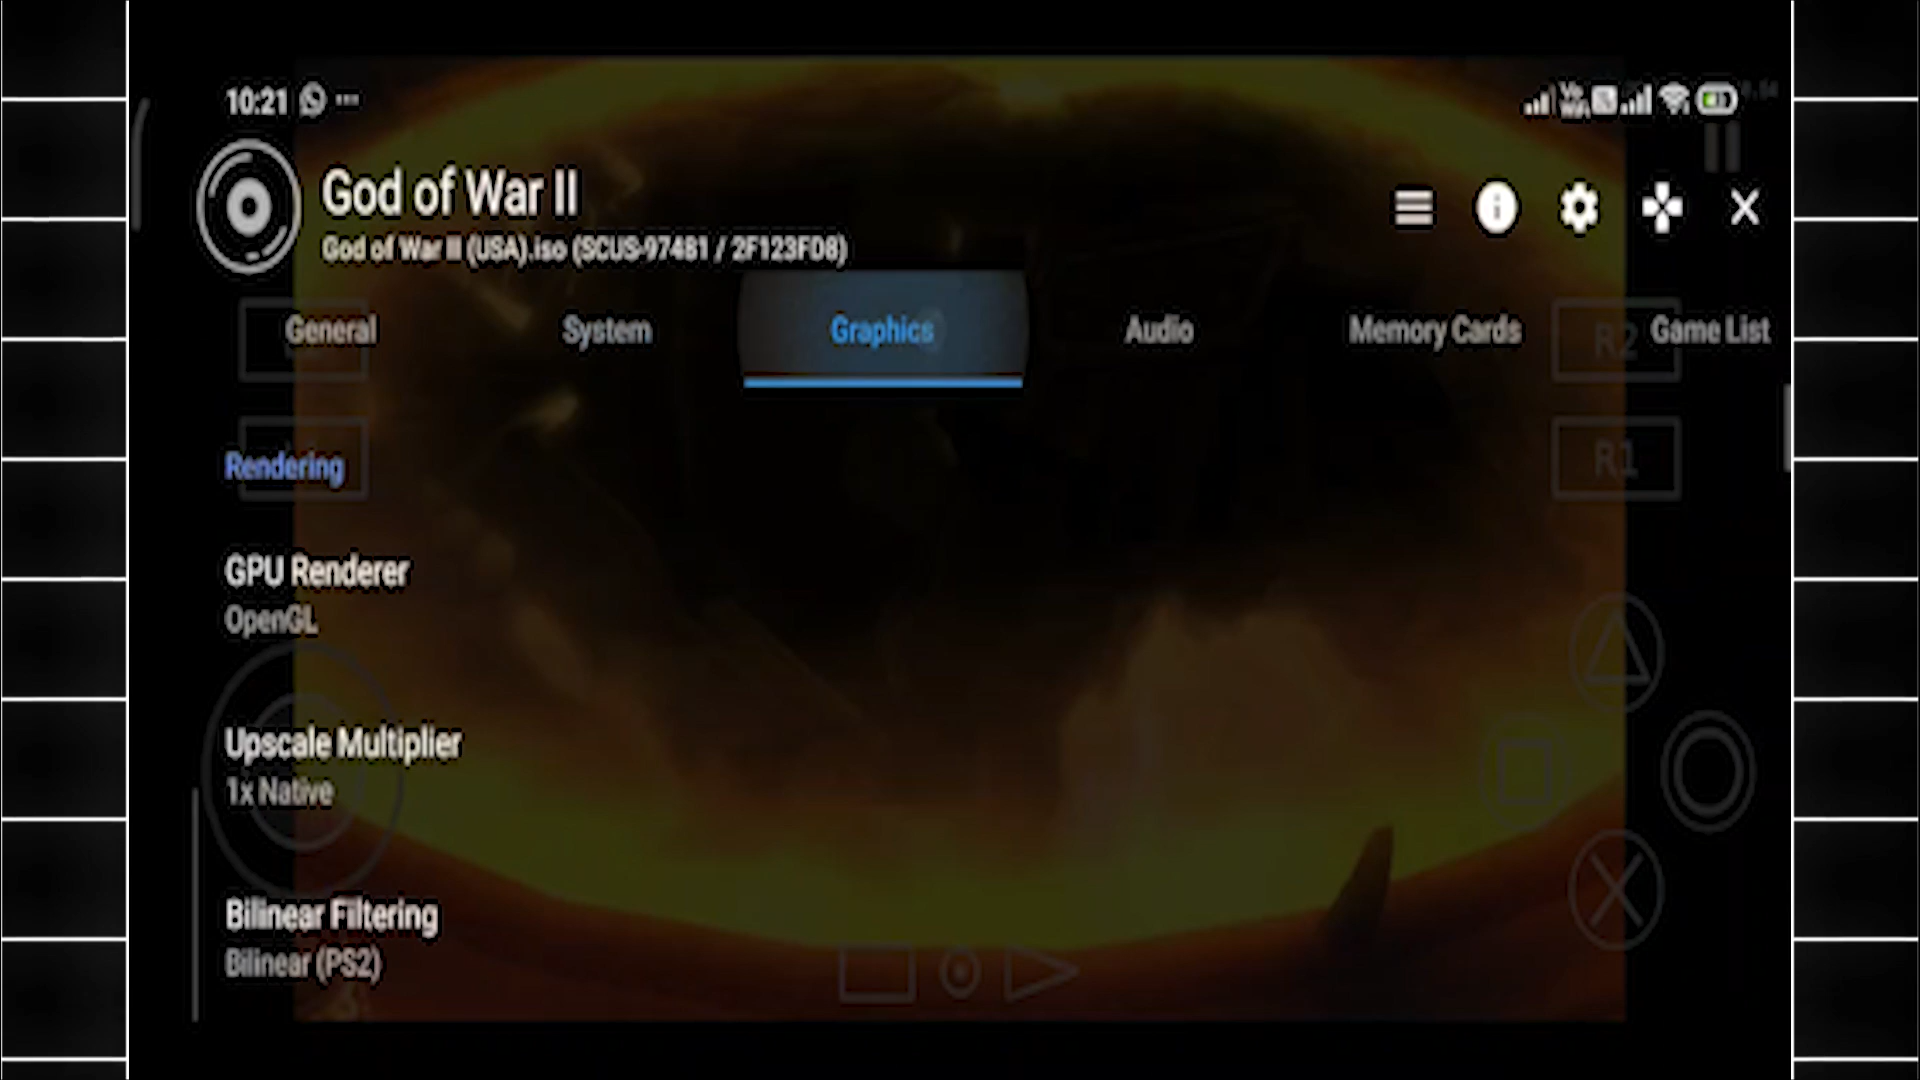 10:21
God of War II
God of War II (USA).iso (SCUS-97481 / 2F123FD8)
General System Graphics Audio Memory Cards Game List
R2
Rendering
R1
GPU Renderer
OpenGL
Upscale Multiplier
1x Native
Bilinear Filtering
Bilinear (PS2)